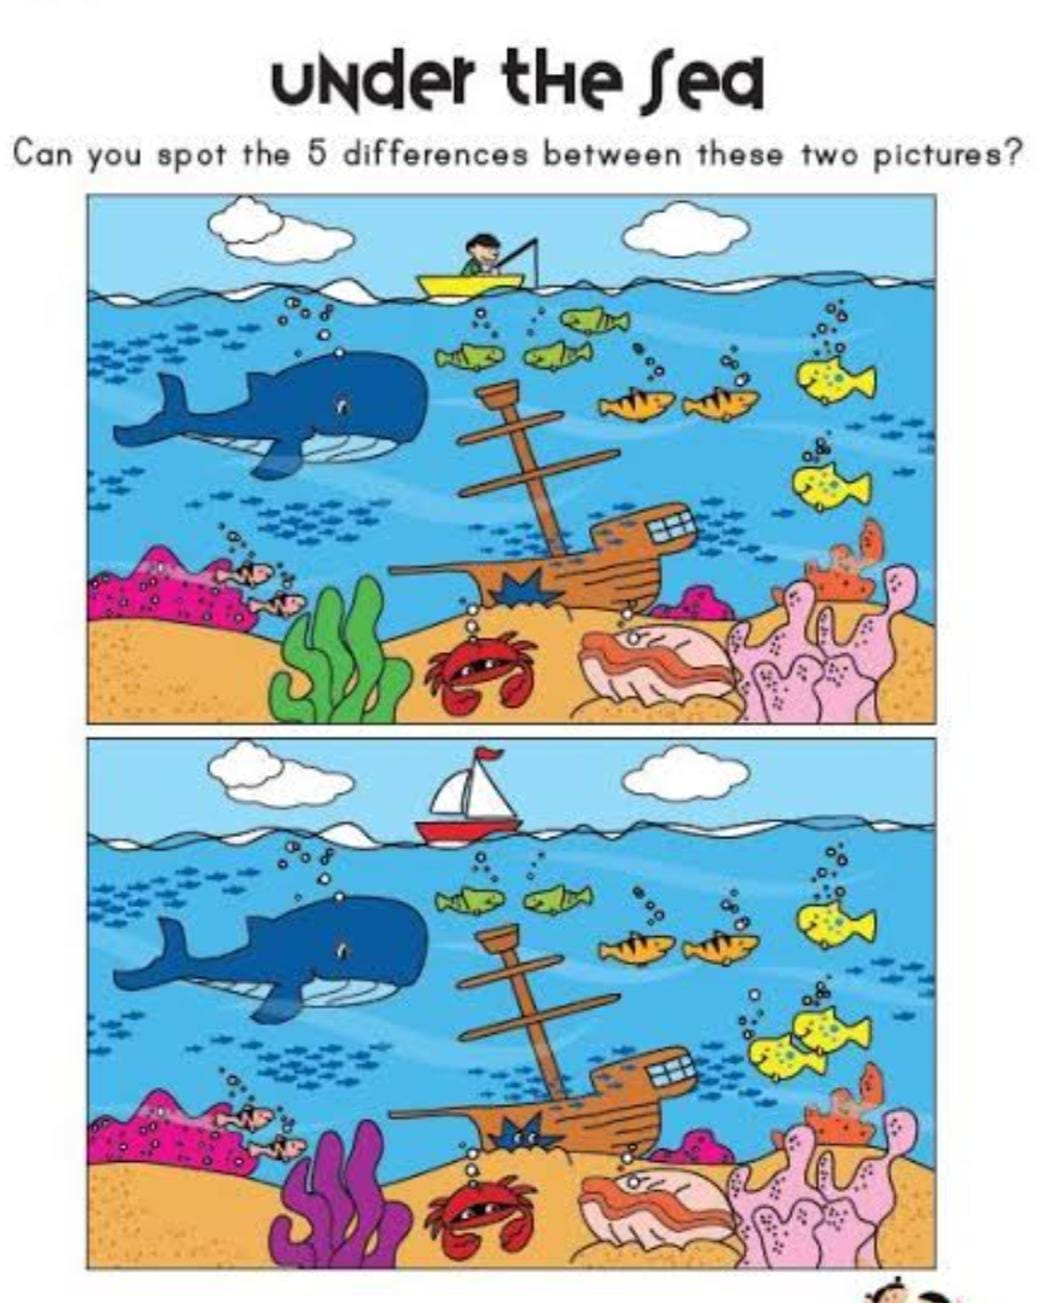 under the sea
Can you spot the 5 differences between these two pictures?